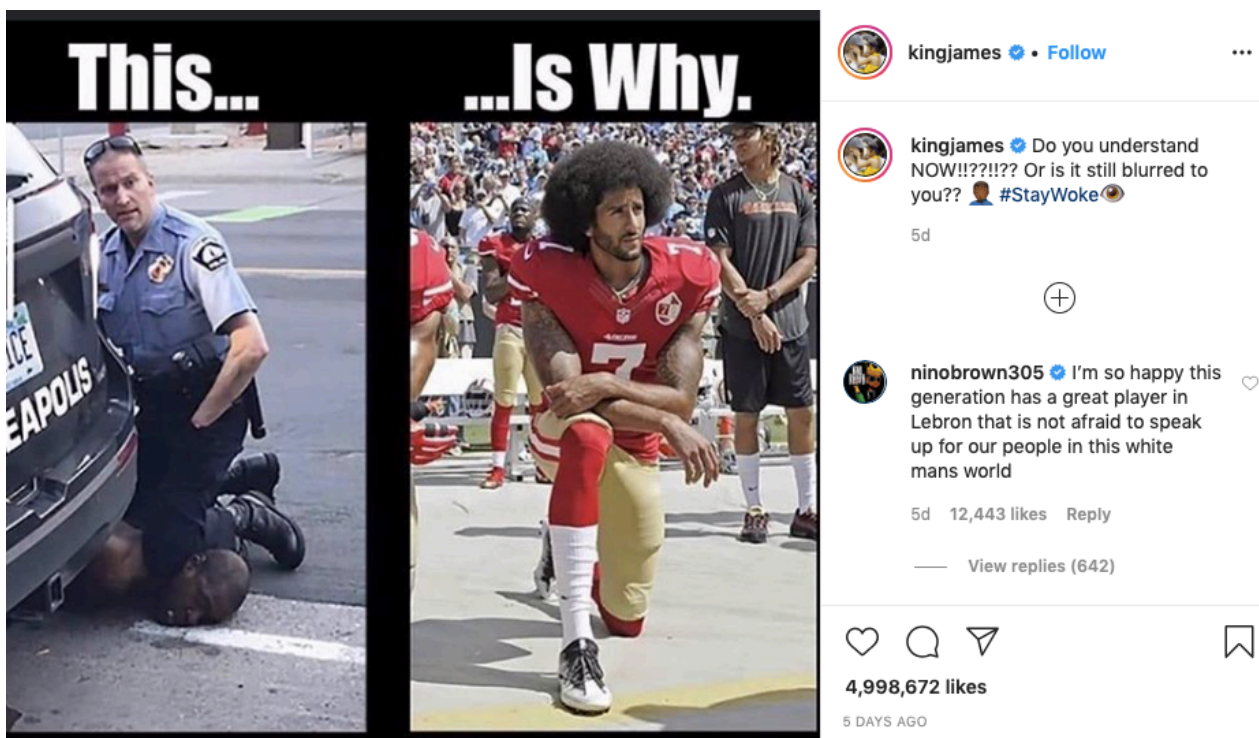 This...
...Is Why.
ICE
EAPOLIS
7
7
kingjames • Follow
kingjames Do you understand
NOW!!??!!?? Or is it still blurred to
you?? 🤦🏾‍♂️ #StayWoke👁
5d
ninobrown305 I'm so happy this
generation has a great player in
Lebron that is not afraid to speak
up for our people in this white
mans world
5d 12,443 likes Reply
View replies (642)
4,998,672 likes
5 DAYS AGO